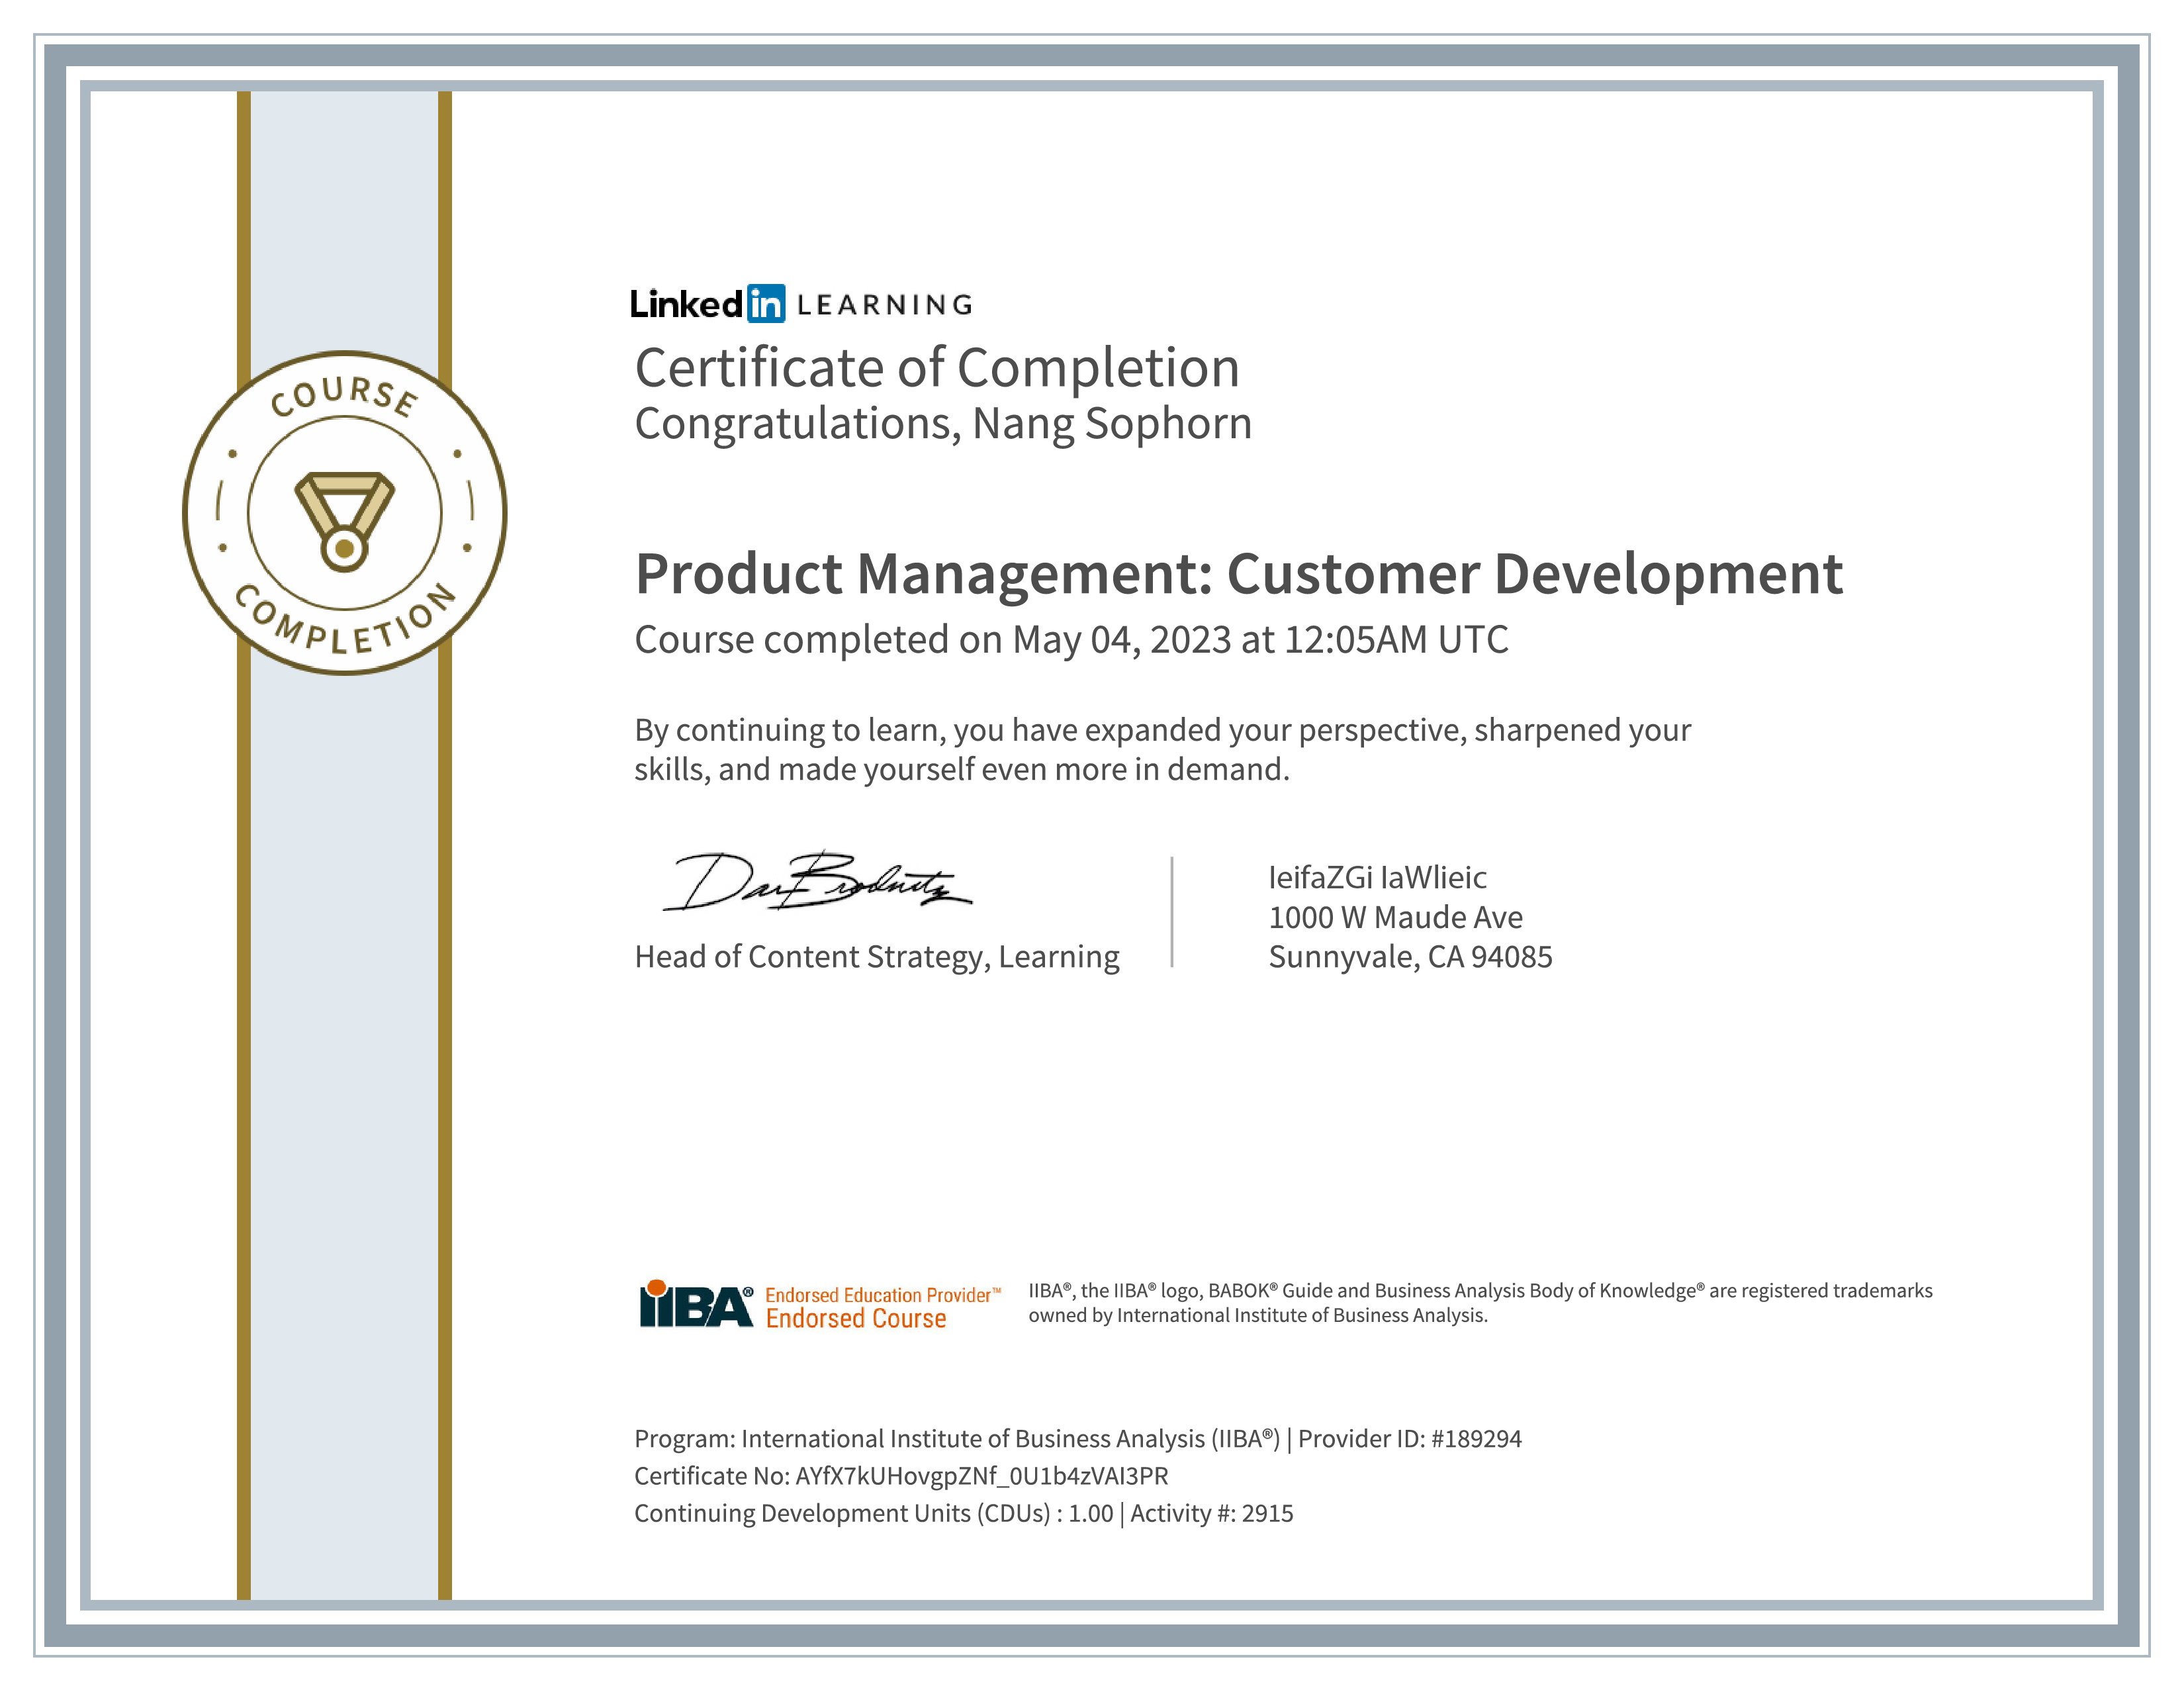 COURSE
COMPLETION
Linked in LEARNING
Certificate of Completion
Congratulations, Nang Sophorn
Product Management: Customer Development
Course completed on May 04, 2023 at 12:05AM UTC
By continuing to learn, you have expanded your perspective, sharpened your
skills, and made yourself even more in demand.
Head of Content Strategy, Learning
leifaZGi laWlieic
1000 W Maude Ave
Sunnyvale, CA 94085
IIBA® Endorsed Education Provider™
Endorsed Course
IIBA®, the IIBA® logo, BABOK® Guide and Business Analysis Body of Knowledge® are registered trademarks
owned by International Institute of Business Analysis.
Program: International Institute of Business Analysis (IIBA®) | Provider ID: #189294
Certificate No: AYfX7kUHovgpZNf_0U1b4zVAI3PR
Continuing Development Units (CDUs) : 1.00 | Activity #: 2915